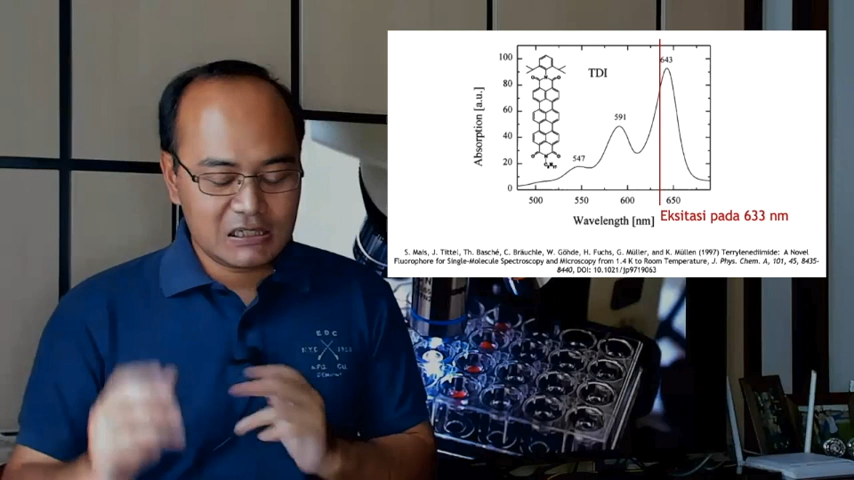 TDI
643
591
547
100
80
60
40
20
0
Absorption [a.u.]
500 550 600 650
Wavelength [nm]
Eksitasi pada 633 nm
S. Mais, J. Tittel, Th. Basché, C. Bräuchle, W. Göhde, H. Fuchs, G. Müller, and K. Müllen (1997) Terrylenediimide: A Novel
Fluorophore for Single-Molecule Spectroscopy and Microscopy from 1.4 K to Room Temperature, J. Phys. Chem. A, 101, 45, 8435-
8440, DOI: 10.1021/jp9719063
EDC
NYC 1923